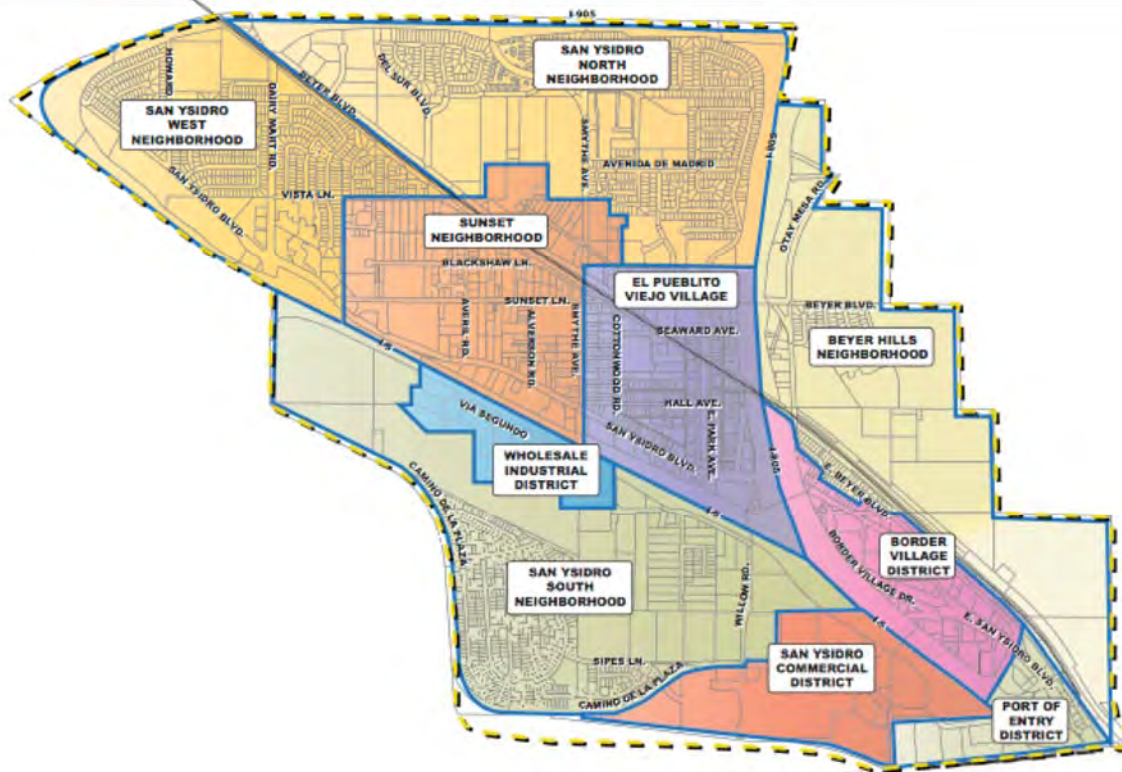 I-905
SAN YSIDRO
NORTH
NEIGHBORHOOD
HOWARD
DEL SUR BLVD.
BEYER BLVD.
SAN YSIDRO
WEST
NEIGHBORHOOD
DAIRY MART RD.
SMYTHE AVE.
I-805
AVENIDA DE MADRID
SAN YSIDRO BLVD.
VISTA LN.
OTAY MESA RD.
SUNSET
NEIGHBORHOOD
BLACKSHAW LN.
EL PUEBLITO
VIEJO VILLAGE
AVERIL RD.
SUNSET LN.
ALVERSON RD.
SMYTHE AVE.
COTTONWOOD RD.
SEAWARD AVE.
BEYER BLVD.
BEYER HILLS
NEIGHBORHOOD
I-5
HALL AVE.
E. PARK AVE.
VIA SEGUNDO
SAN YSIDRO BLVD.
I-805
WHOLESALE
INDUSTRIAL
DISTRICT
CAMINO DE LA PLAZA
E. BEYER BLVD.
I-5
BORDER
VILLAGE
DISTRICT
BORDER VILLAGE DR.
SAN YSIDRO
SOUTH
NEIGHBORHOOD
WILLOW RD.
I-5
E. SAN YSIDRO BLVD.
SIPES LN.
SAN YSIDRO
COMMERCIAL
DISTRICT
CAMINO DE LA PLAZA
PORT OF
ENTRY
DISTRICT